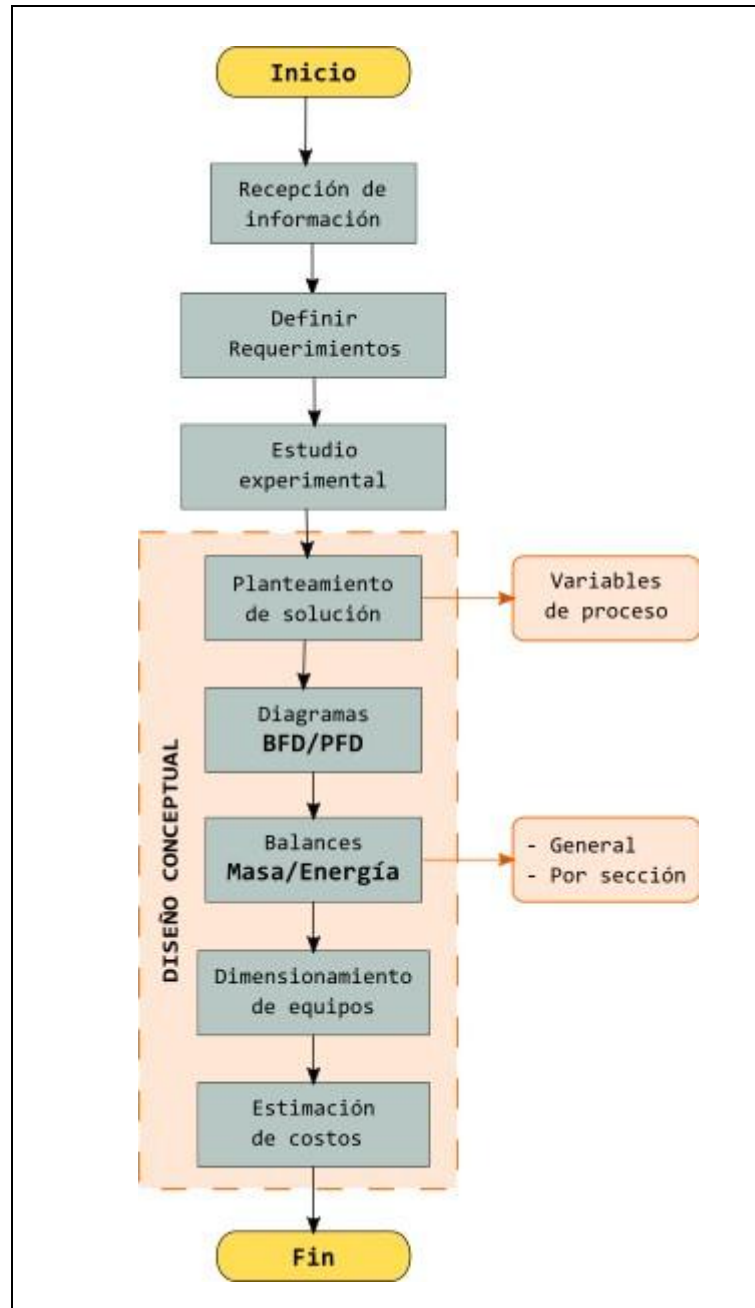 Inicio
Recepción de
información
Definir
Requerimientos
Estudio
experimental
Planteamiento
de solución
Variables
de proceso
Diagramas
BFD/PFD
DISEÑO CONCEPTUAL
Balances
Masa/Energía
- General
- Por sección
Dimensionamiento
de equipos
Estimación
de costos
Fin